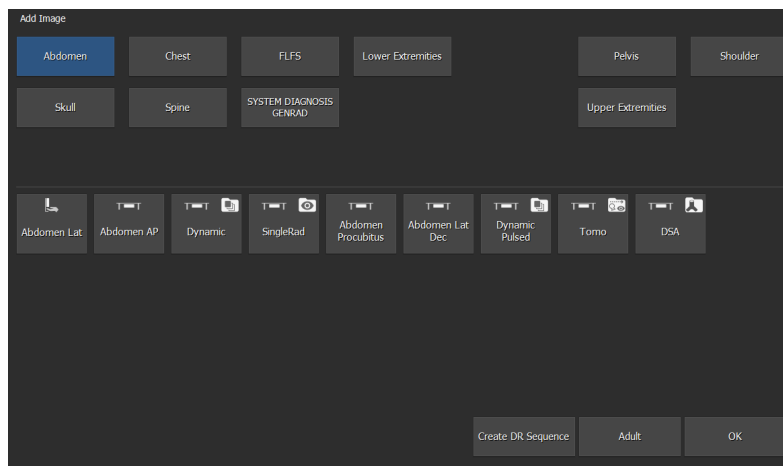 Add Image
Abdomen
Chest
FLFS
Lower Extremities
Pelvis
Shoulder
Skull
Spine
SYSTEM DIAGNOSIS
GENRAD
Upper Extremities
Abdomen Lat
Abdomen AP
Dynamic
SingleRad
Abdomen
Procubitus
Abdomen Lat
Dec
Dynamic
Pulsed
Tomo
DSA
Create DR Sequence
Adult
OK